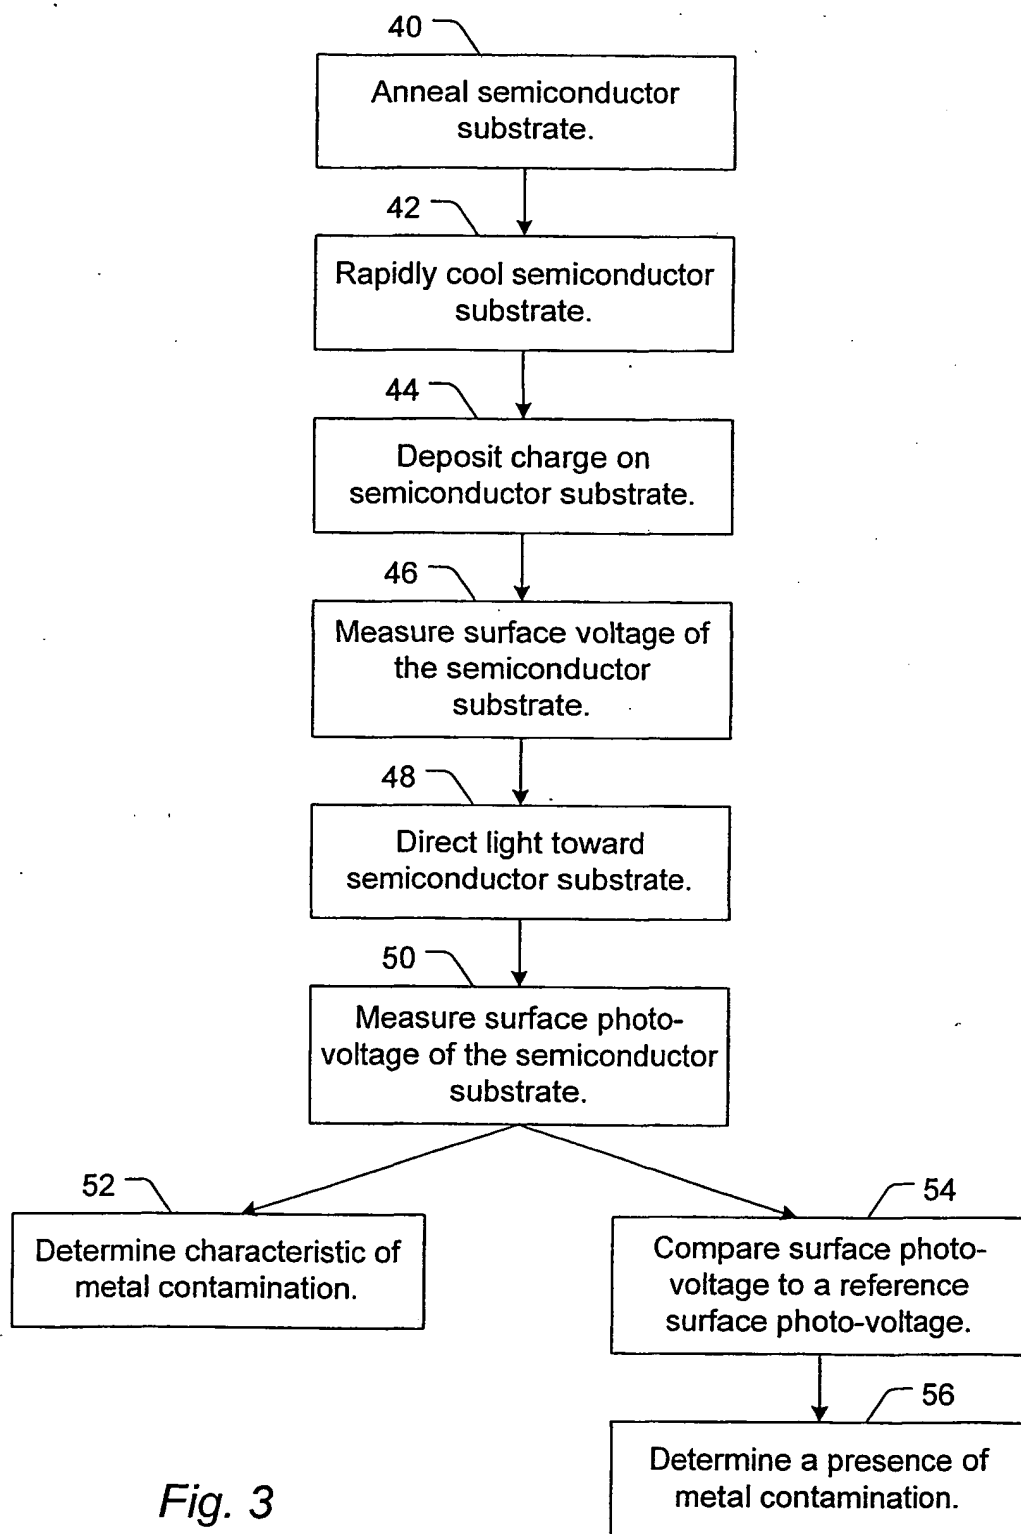 40
Anneal semiconductor
substrate.
42
Rapidly cool semiconductor
substrate.
44
Deposit charge on
semiconductor substrate.
46
Measure surface voltage of
the semiconductor
substrate.
48
Direct light toward
semiconductor substrate.
50
Measure surface photo-
voltage of the semiconductor
substrate.
52
Determine characteristic of
metal contamination.
54
Compare surface photo-
voltage to a reference
surface photo-voltage.
56
Determine a presence of
metal contamination.
Fig. 3